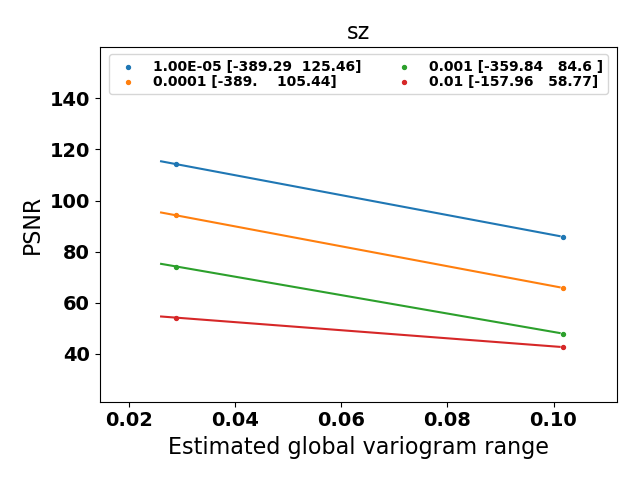 sz
1.00E-05 [-389.29 125.46]
0.0001 [-389. 105.44]
0.001 [-359.84 84.6 ]
0.01 [-157.96 58.77]
PSNR
140
120
100
80
60
40
0.02 0.04 0.06 0.08 0.10
Estimated global variogram range